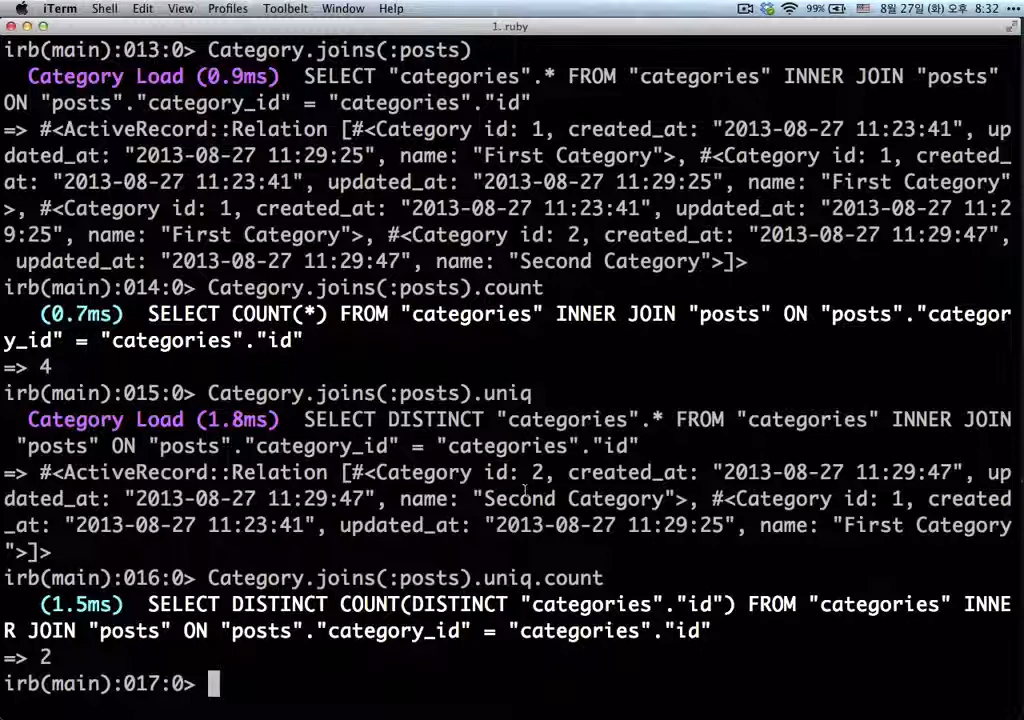 iTerm Shell Edit View Profiles Toolbelt Window Help 99% 8월 27일 (화) 오후 8:32
1. ruby
irb(main):013:0> Category.joins(:posts)
Category Load (0.9ms) SELECT "categories".* FROM "categories" INNER JOIN "posts"
ON "posts"."category_id" = "categories"."id"
=> #<ActiveRecord::Relation [#<Category id: 1, created_at: "2013-08-27 11:23:41", up
dated_at: "2013-08-27 11:29:25", name: "First Category">, #<Category id: 1, created_
at: "2013-08-27 11:23:41", updated_at: "2013-08-27 11:29:25", name: "First Category"
>, #<Category id: 1, created_at: "2013-08-27 11:23:41", updated_at: "2013-08-27 11:2
9:25", name: "First Category">, #<Category id: 2, created_at: "2013-08-27 11:29:47",
updated_at: "2013-08-27 11:29:47", name: "Second Category">]>
irb(main):014:0> Category.joins(:posts).count
(0.7ms) SELECT COUNT(*) FROM "categories" INNER JOIN "posts" ON "posts"."categor
y_id" = "categories"."id"
=> 4
irb(main):015:0> Category.joins(:posts).uniq
Category Load (1.8ms) SELECT DISTINCT "categories".* FROM "categories" INNER JOIN
"posts" ON "posts"."category_id" = "categories"."id"
=> #<ActiveRecord::Relation [#<Category id: 2, created_at: "2013-08-27 11:29:47", up
dated_at: "2013-08-27 11:29:47", name: "Second Category">, #<Category id: 1, created
_at: "2013-08-27 11:23:41", updated_at: "2013-08-27 11:29:25", name: "First Category
">]>
irb(main):016:0> Category.joins(:posts).uniq.count
(1.5ms) SELECT DISTINCT COUNT(DISTINCT "categories"."id") FROM "categories" INNE
R JOIN "posts" ON "posts"."category_id" = "categories"."id"
=> 2
irb(main):017:0>